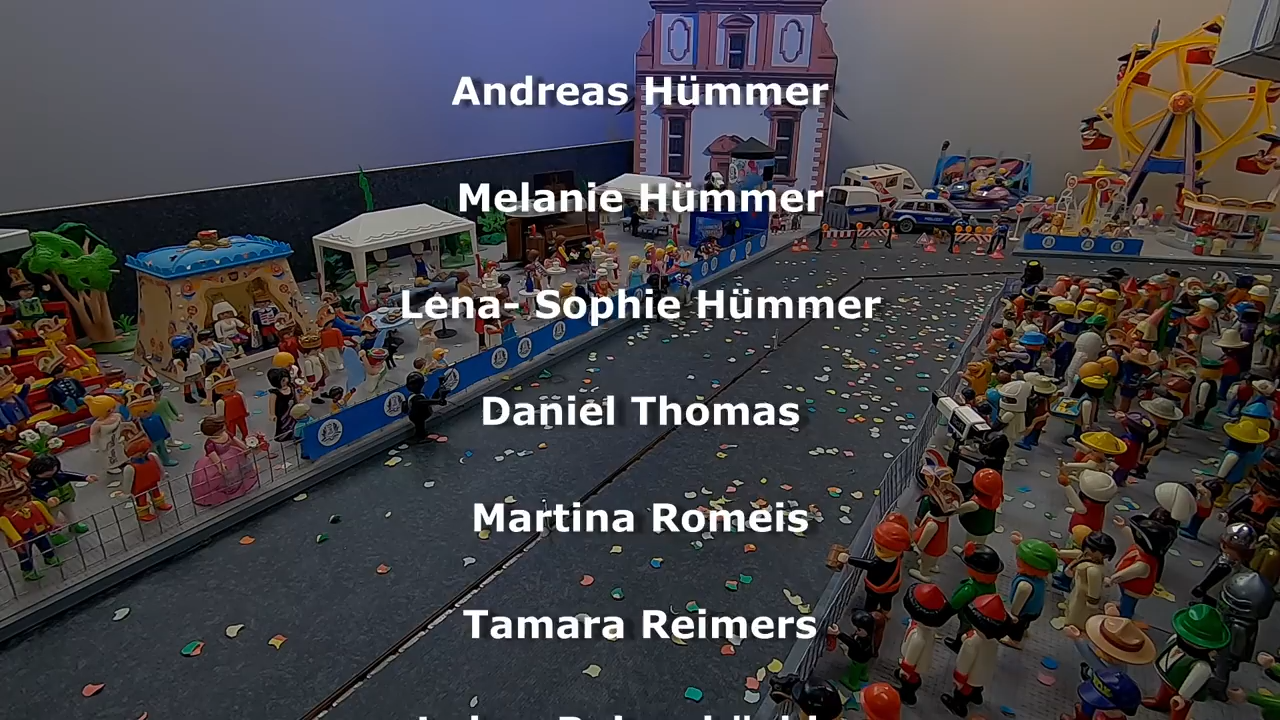 Andreas Hümmer
Melanie Hümmer
Lena- Sophie Hümmer
Daniel Thomas
Martina Romeis
Tamara Reimers